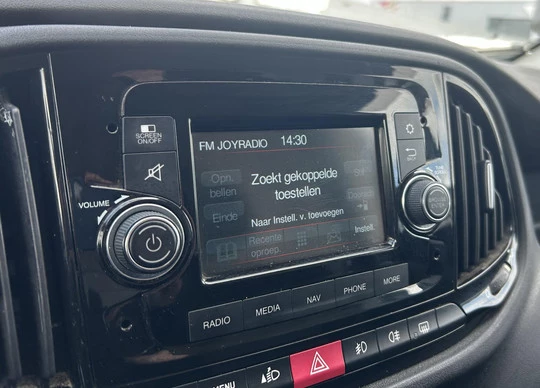 SCREEN
ON/OFF
FM JOYRADIO 14:30
Opn.
bellen
Zoekt gekoppelde
toestellen
VOLUME
Einde
Naar Instell. v. toevoegen
Recente
oproep
Instell.
RADIO
MEDIA
NAV
PHONE
MORE
MENU